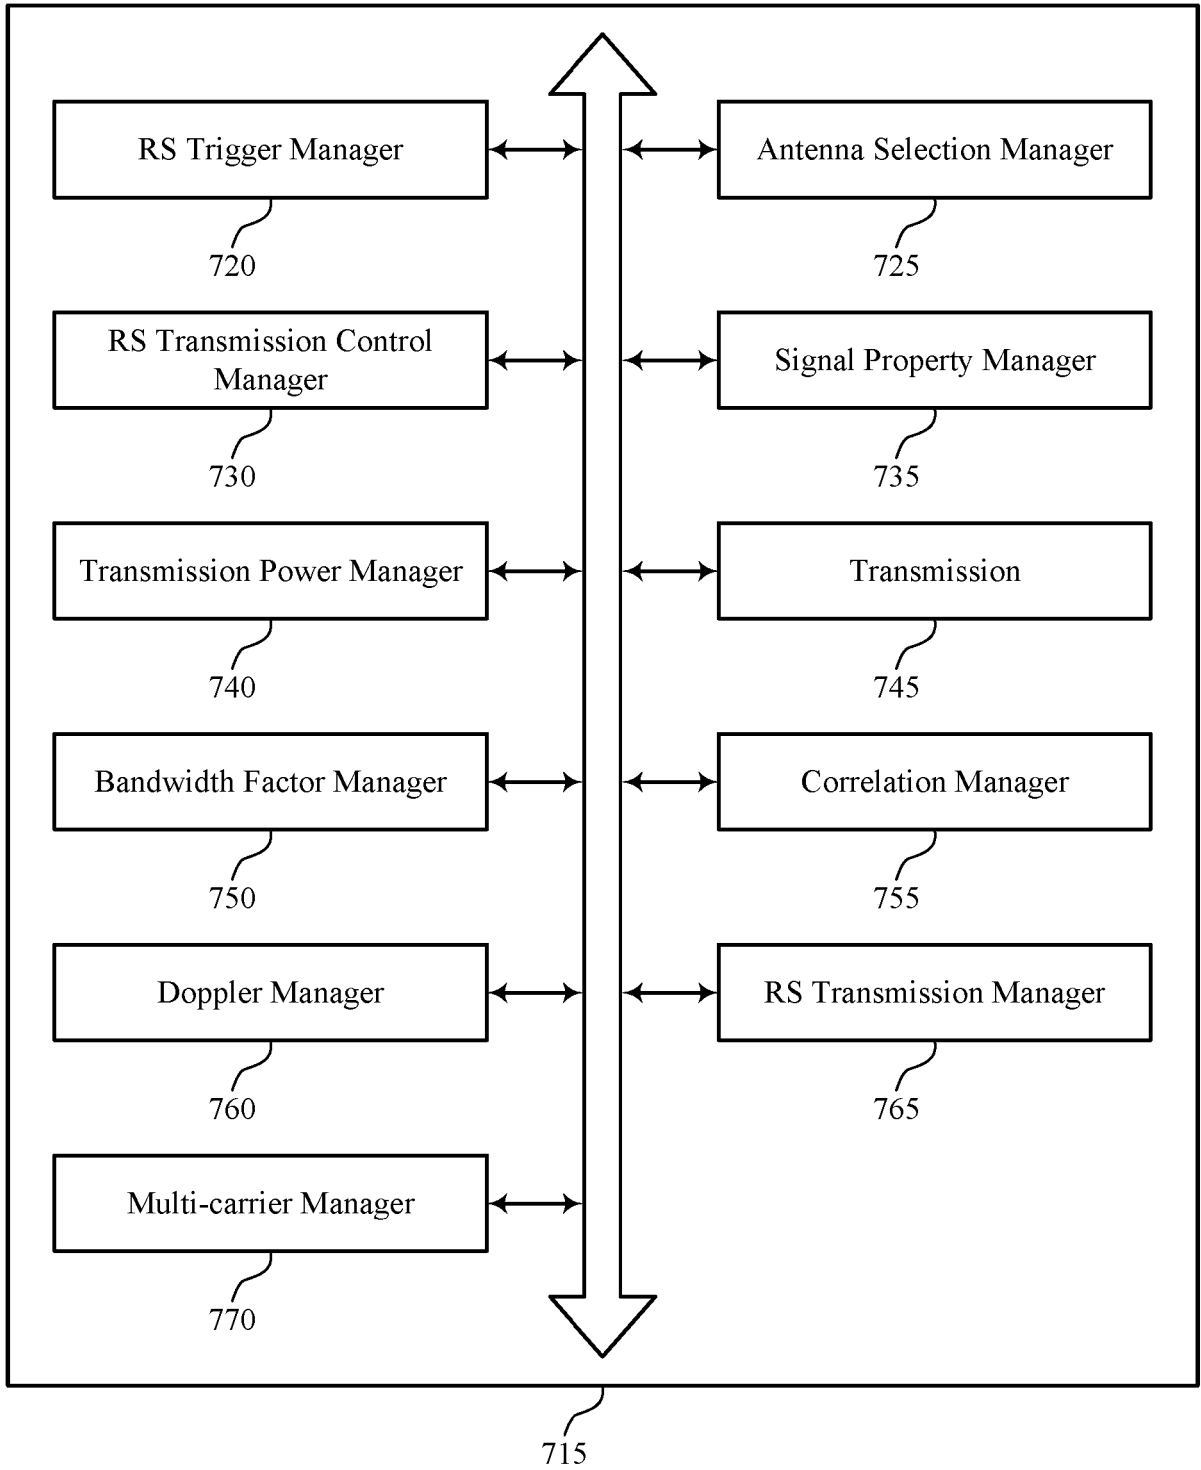 RS Trigger Manager
Antenna Selection Manager
720
725
RS Transmission Control
Manager
Signal Property Manager
730
735
Transmission Power Manager
Transmission
740
745
Bandwidth Factor Manager
Correlation Manager
750
755
Doppler Manager
RS Transmission Manager
760
765
Multi-carrier Manager
770
715